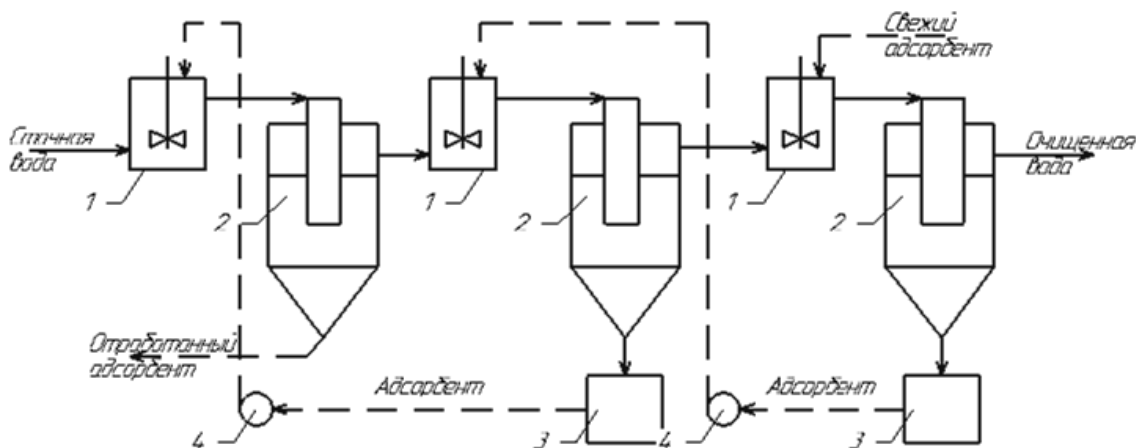 Свежий
адсорбент
Сточная
вода
Очищенная
вода
1
2
1
2
1
2
Отработанный
адсорбент
Адсорбент
Адсорбент
4
3
4
3